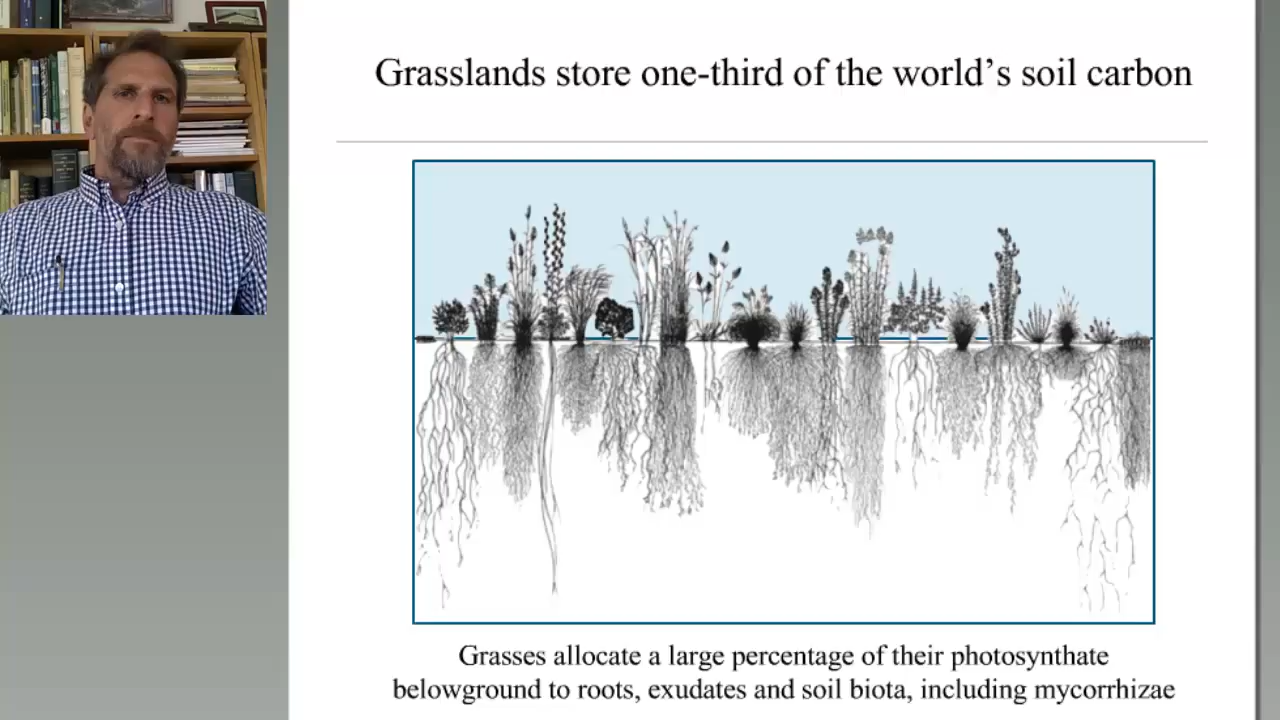 Grasslands store one-third of the world’s soil carbon
Grasses allocate a large percentage of their photosynthate
belowground to roots, exudates and soil biota, including mycorrhizae